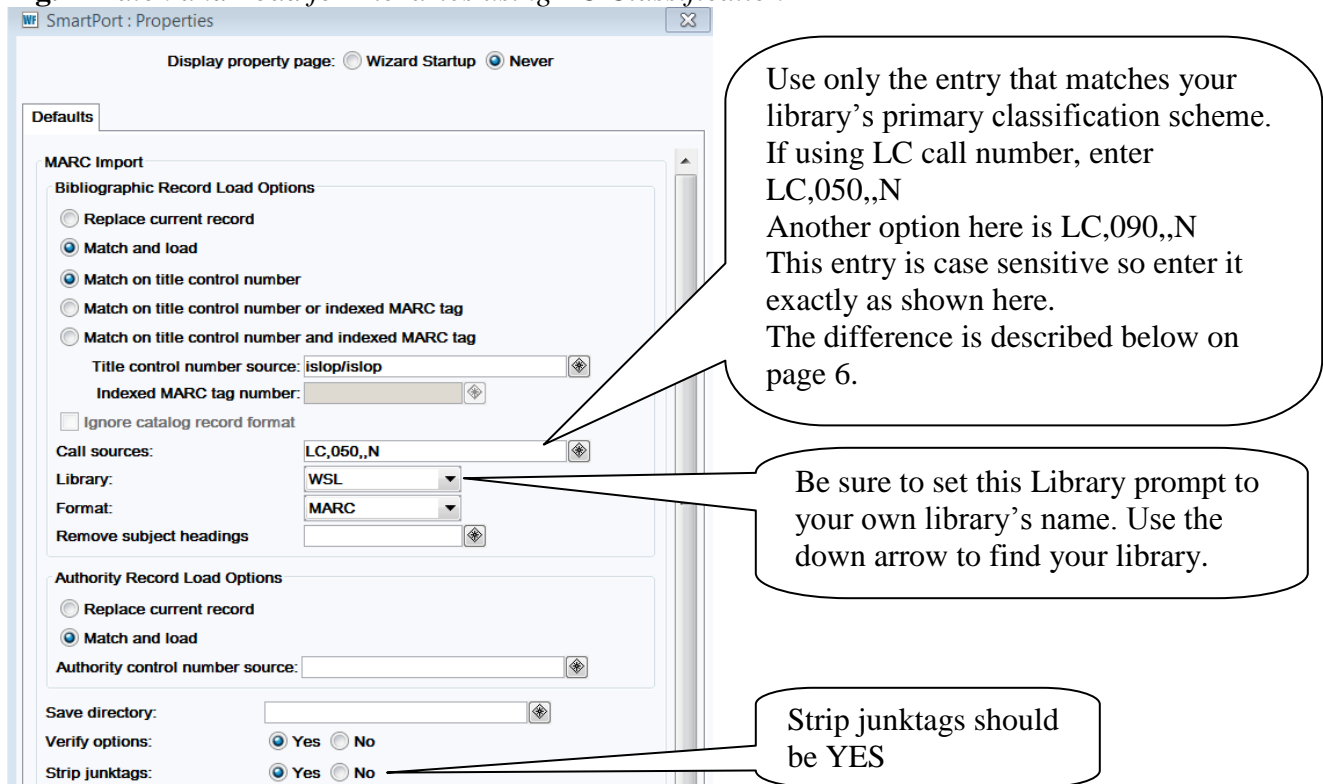 WF SmartPort : Properties
Display property page: Wizard Startup Never
Defaults
MARC Import
Bibliographic Record Load Options
Replace current record
Match and load
Match on title control number
Match on title control number or indexed MARC tag
Match on title control number and indexed MARC tag
Title control number source: islop/islop
Indexed MARC tag number:
Ignore catalog record format
Call sources: LC,050,,N
Library: WSL
Format: MARC
Remove subject headings
Authority Record Load Options
Replace current record
Match and load
Authority control number source:
Save directory:
Verify options: Yes No
Strip junktags: Yes No
Use only the entry that matches your
library’s primary classification scheme.
If using LC call number, enter
LC,050,,N
Another option here is LC,090,,N
This entry is case sensitive so enter it
exactly as shown here.
The difference is described below on
page 6.
Be sure to set this Library prompt to
your own library’s name. Use the
down arrow to find your library.
Strip junktags should
be YES